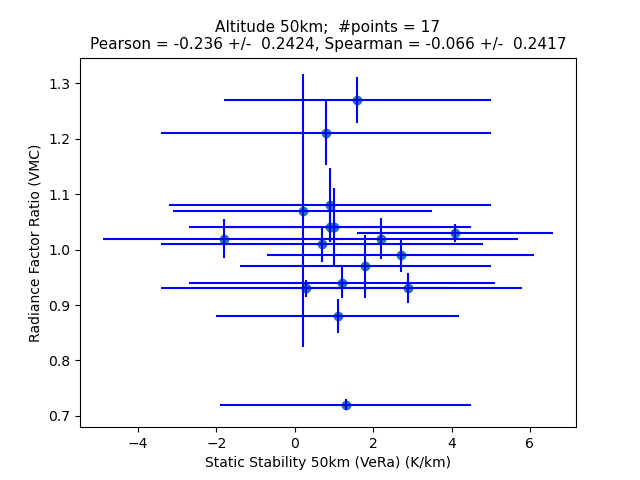 Altitude 50km;  #points = 17
Pearson = -0.236 +/-  0.2424, Spearman = -0.066 +/-  0.2417
1.3
1.2
1.1
1.0
0.9
0.8
0.7
Radiance Factor Ratio (VMC)
−4 −2 0 2 4 6
Static Stability 50km (VeRa) (K/km)